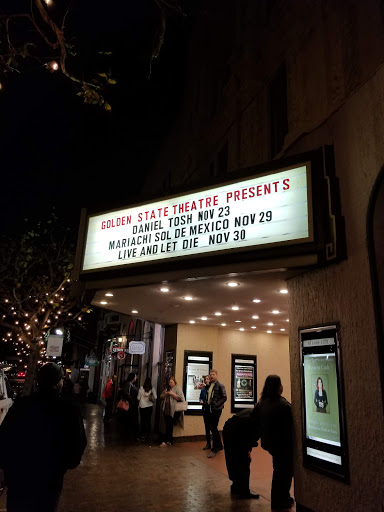 GOLDEN STATE THEATRE PRESENTS
DANIEL TOSH NOV 23
MARIACHI SOL DE MEXICO NOV 29
LIVE AND LET DIE NOV 30